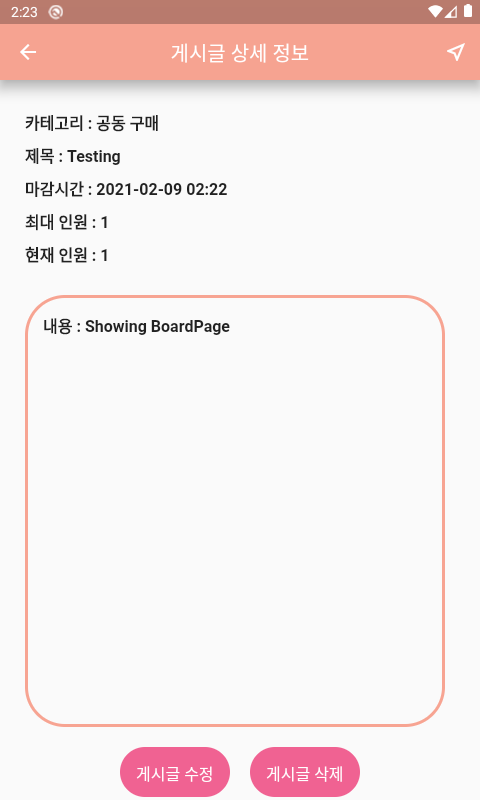 2:23
게시글 상세 정보
카테고리 : 공동 구매
제목 : Testing
마감시간 : 2021-02-09 02:22
최대 인원 : 1
현재 인원 : 1
내용 : Showing BoardPage
게시글 수정 게시글 삭제